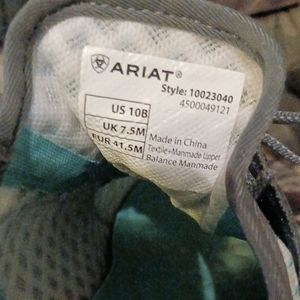 ARIAT®
Style: 10023040
4500049121
US 10B
UK 7.5M
EUR 41.5M
Made in China
Textile+Manmade Upper
Balance Manmade